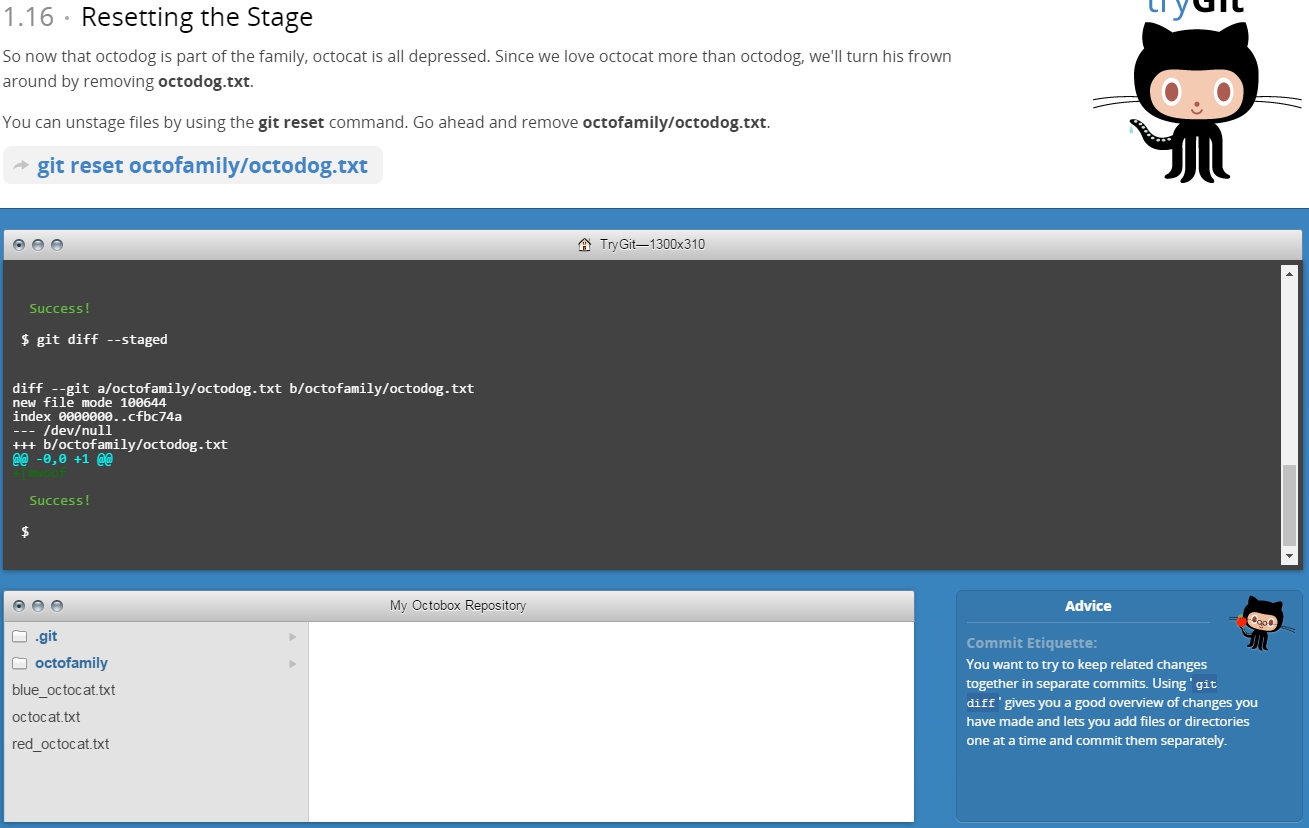 tryGit
1.16 · Resetting the Stage
So now that octodog is part of the family, octocat is all depressed. Since we love octocat more than octodog, we'll turn his frown
around by removing octodog.txt.
You can unstage files by using the git reset command. Go ahead and remove octofamily/octodog.txt.
git reset octofamily/octodog.txt
TryGit—1300x310
Success!
$ git diff --staged
diff --git a/octofamily/octodog.txt b/octofamily/octodog.txt
new file mode 100644
index 0000000..cfbc74a
--- /dev/null
+++ b/octofamily/octodog.txt
@@ -0,0 +1 @@
Success!
$
My Octobox Repository
.git
octofamily
blue_octocat.txt
octocat.txt
red_octocat.txt
Advice
Commit Etiquette:
You want to try to keep related changes
together in separate commits. Using 'git
diff' gives you a good overview of changes you
have made and lets you add files or directories
one at a time and commit them separately.